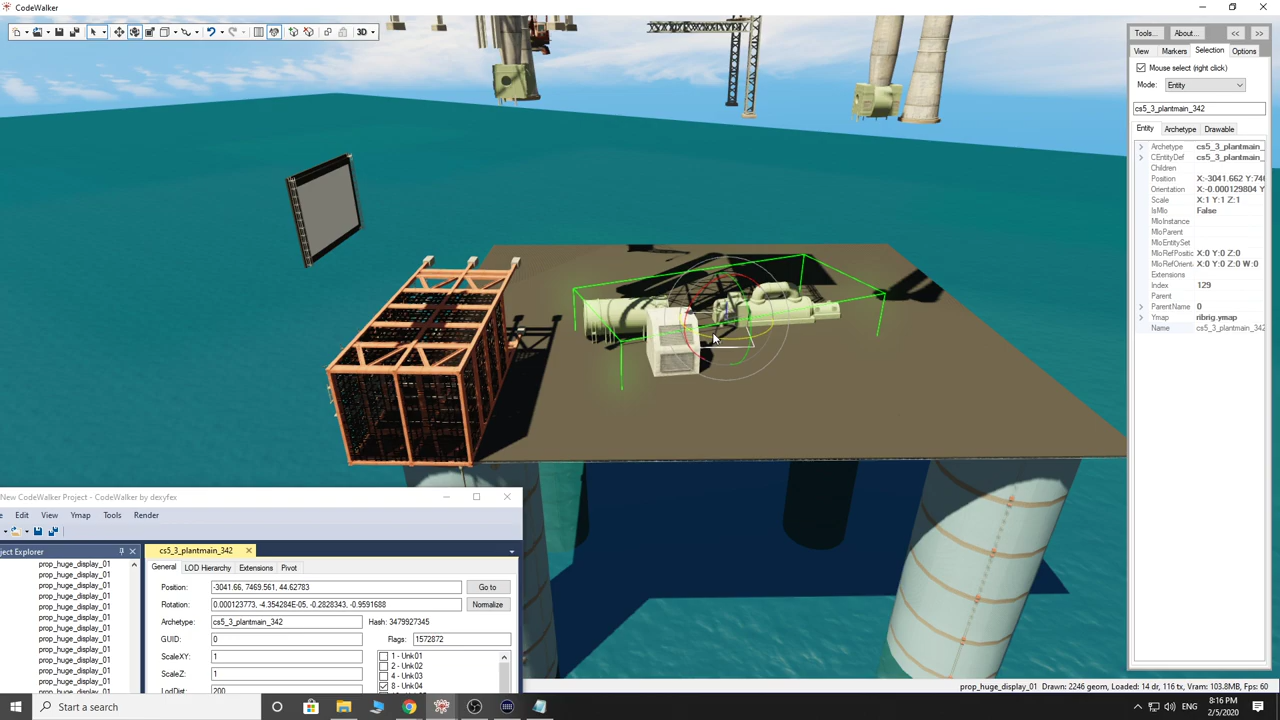 CodeWalker
3D
Tools...
About...
<<
>>
View
Markers
Selection
Options
Mouse select (right click)
Mode:
Entity
cs5_3_plantmain_342
Entity
Archetype
Drawable
Archetype cs5_3_plantmain_
CEntityDef cs5_3_plantmain_
Children
Position X:-3041.662 Y:746
Orientation X:-0.000129804 Y
Scale X:1 Y:1 Z:1
IsMlo False
MloInstance
MloParent
MloEntitySet
MloRefPositic X:0 Y:0 Z:0
MloRefOrient X:0 Y:0 Z:0 W:0
Extensions
Index 129
Parent
ParentName 0
Ymap ribrig.ymap
Name cs5_3_plantmain_342
New CodeWalker Project - CodeWalker by dexyfex
e Edit View Ymap Tools Render
ject Explorer
prop_huge_display_01
prop_huge_display_01
prop_huge_display_01
prop_huge_display_01
prop_huge_display_01
prop_huge_display_01
prop_huge_display_01
prop_huge_display_01
prop_huge_display_01
prop_huge_display_01
prop_huge_display_01
prop_huge_display_01
prop_huge_display_01
cs5_3_plantmain_342
General LOD Hierarchy Extensions Pivot
Position: -3041.66, 7469.561, 44.62783 Go to
Rotation: 0.000123773, -4.354284E-05, -0.2828343, -0.9591688 Normalize
Archetype: cs5_3_plantmain_342 Hash: 3479927345
GUID: 0 Flags: 1572872
ScaleXY: 1
ScaleZ: 1
LodDist: 200
1 - Unk01
2 - Unk02
4 - Unk03
8 - Unk04
prop_huge_display_01 Drawn: 2246 geom, Loaded: 14 dr, 116 tx, Vram: 103.8MB, Fps: 60
Start a search
ENG
8:16 PM
2/5/2020